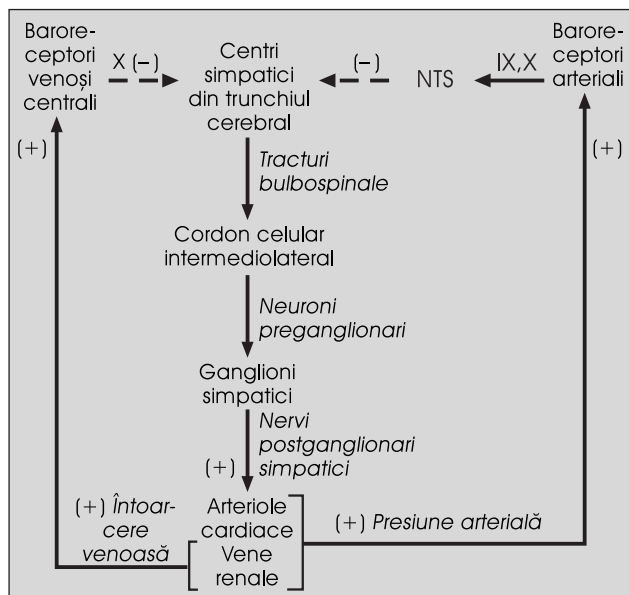 Barore-
ceptori
venoși
centrali
X (–)
Centri
simpatici
din trunchiul
cerebral
(–)
NTS
IX,X
Barore-
ceptori
arteriali
(+)
(+)
Tracturi
bulbospinale
Cordon celular
intermediolateral
Neuroni
preganglionari
Ganglioni
simpatici
Nervi
postganglionari
simpatici
(+)
(+) Întoar-
cere
venoasă
Arteriole
cardiace
Vene
renale
(+) Presiune arterială